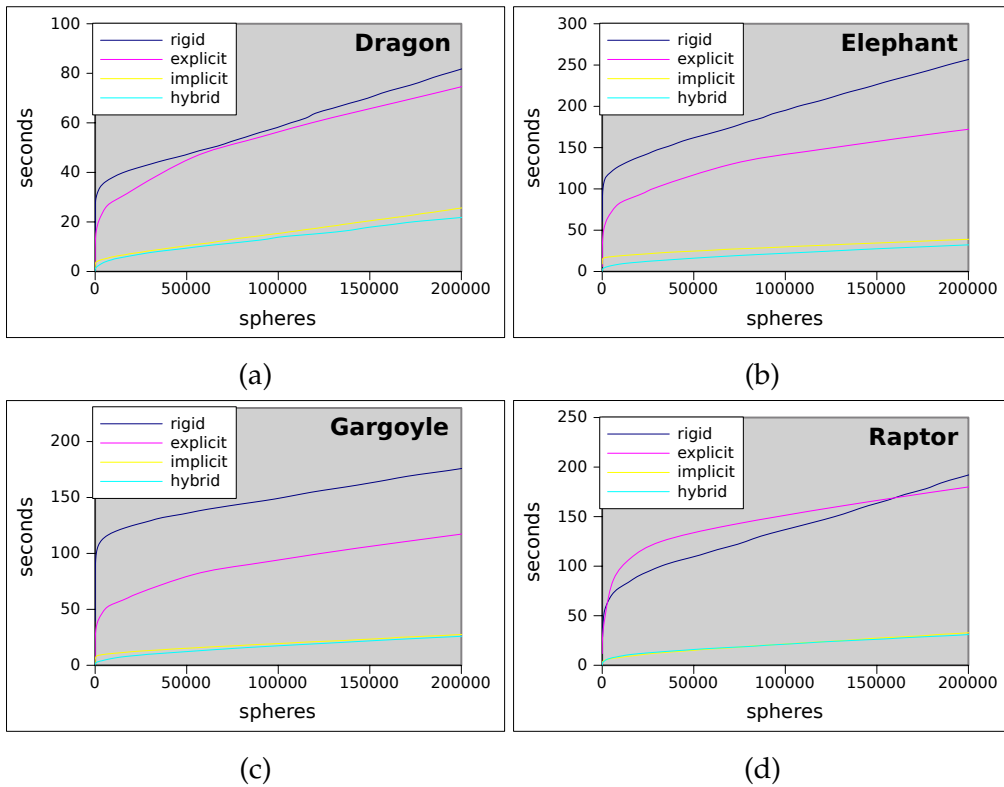 Dragon
rigid
explicit
implicit
hybrid
100
80
60
40
20
0
seconds
0 50000 100000 150000 200000
spheres
(a)
Elephant
rigid
explicit
implicit
hybrid
300
250
200
150
100
50
0
seconds
0 50000 100000 150000 200000
spheres
(b)
Gargoyle
rigid
explicit
implicit
hybrid
200
150
100
50
0
seconds
0 50000 100000 150000 200000
spheres
(c)
Raptor
rigid
explicit
implicit
hybrid
250
200
150
100
50
0
seconds
0 50000 100000 150000 200000
spheres
(d)